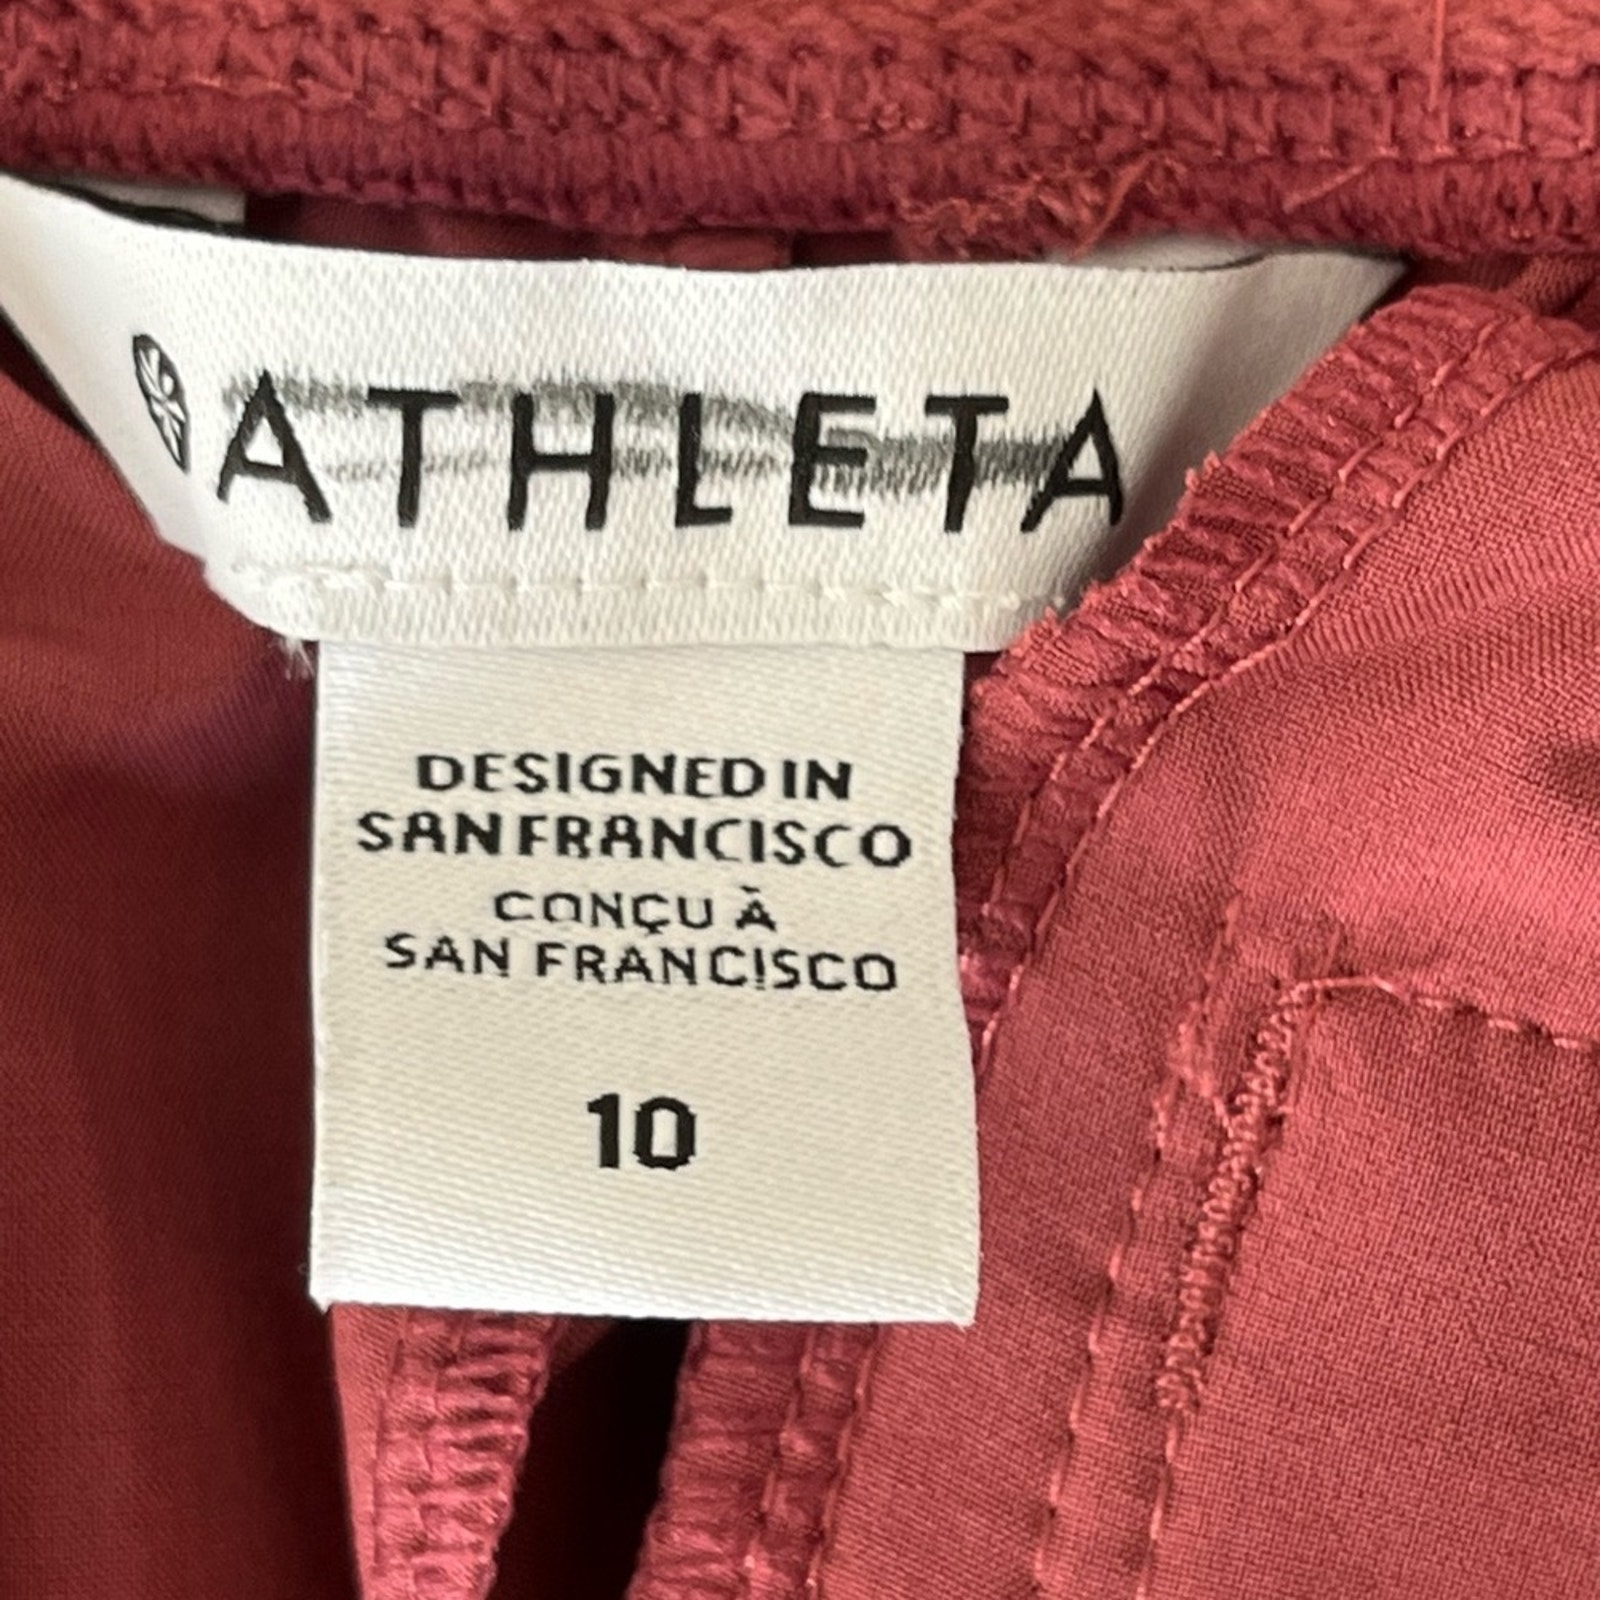 ATHLETA
DESIGNED IN
SAN FRANCISCO
CONÇU À
SAN FRANCISCO
10